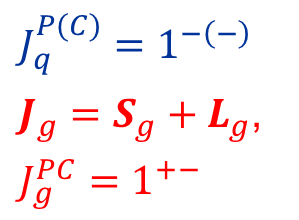 J_q^{P(C)} = 1^{-(-)}
J_g = S_g + L_g,
J_g^{PC} = 1^{+-}